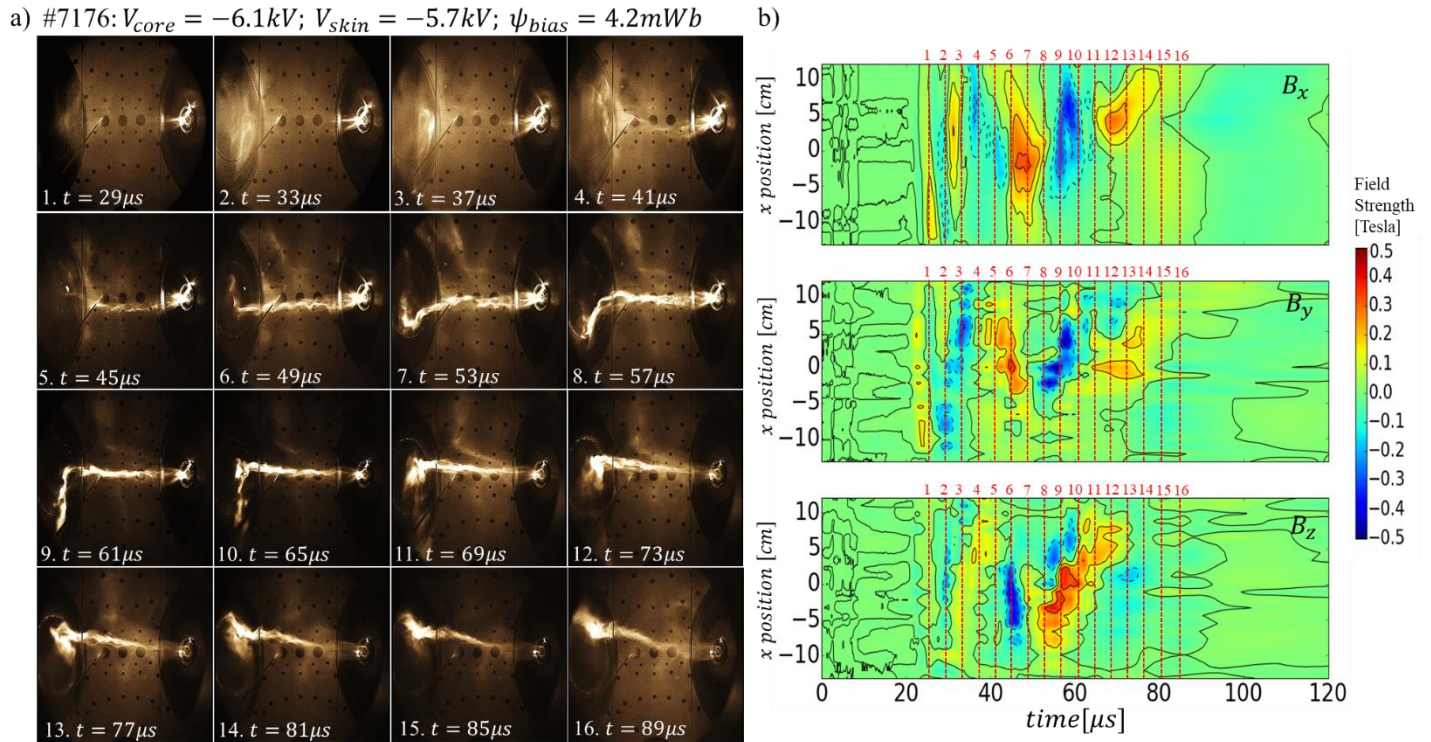 a) #7176: V_core = −6.1kV; V_skin = −5.7kV; ψ_bias = 4.2mWb
1. t = 29μs
2. t = 33μs
3. t = 37μs
4. t = 41μs
5. t = 45μs
6. t = 49μs
7. t = 53μs
8. t = 57μs
9. t = 61μs
10. t = 65μs
11. t = 69μs
12. t = 73μs
13. t = 77μs
14. t = 81μs
15. t = 85μs
16. t = 89μs
b)
1 2 3 4 5 6 7 8 9 10 11 12 13 14 15 16
B_x
x position [cm]
10
5
0
−5
−10
1 2 3 4 5 6 7 8 9 10 11 12 13 14 15 16
B_y
x position [cm]
10
5
0
−5
−10
1 2 3 4 5 6 7 8 9 10 11 12 13 14 15 16
B_z
x position [cm]
10
5
0
−5
−10
0 20 40 60 80 100 120
time[μs]
Field
Strength
[Tesla]
0.5
0.4
0.3
0.2
0.1
0.0
−0.1
−0.2
−0.3
−0.4
−0.5